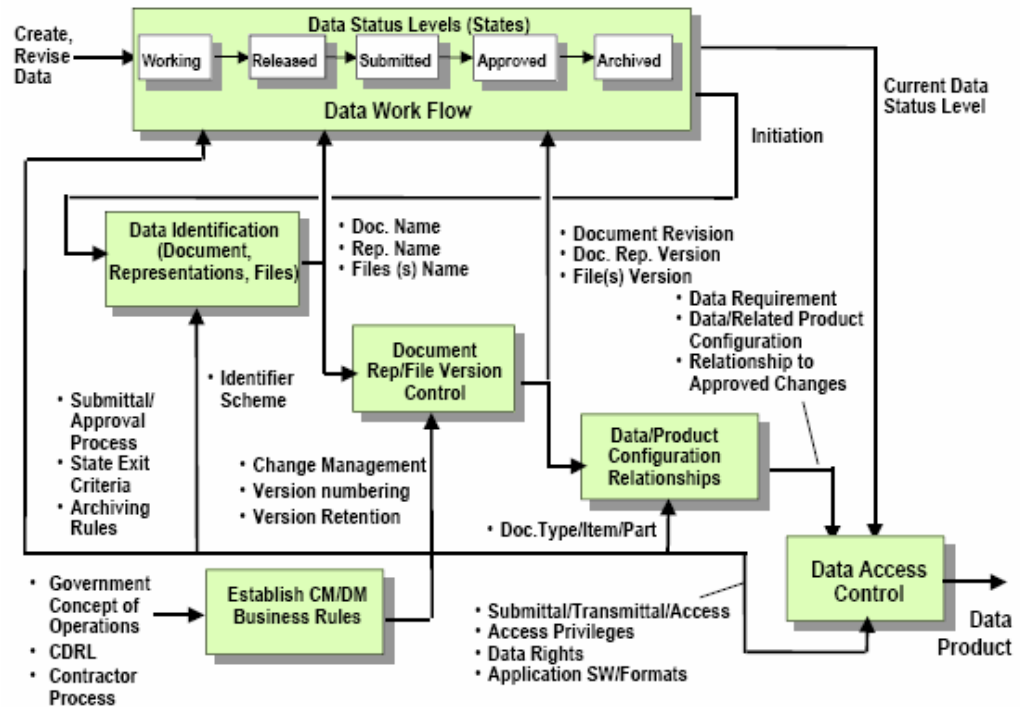 Data Status Levels (States)
Create,
Revise
Data
Working
Released
Submitted
Approved
Archived
Data Work Flow
Current Data
Status Level
Initiation
Data Identification
(Document,
Representations, Files)
• Doc. Name
• Rep. Name
• Files (s) Name
• Document Revision
• Doc. Rep. Version
• File(s) Version
• Data Requirement
• Data/Related Product
Configuration
• Relationship to
Approved Changes
Document
Rep/File Version
Control
• Identifier
Scheme
• Submittal/
Approval
Process
• State Exit
Criteria
• Archiving
Rules
Data/Product
Configuration
Relationships
• Change Management
• Version numbering
• Version Retention
• Doc.Type/Item/Part
Data Access
Control
• Government
Concept of
Operations
• CDRL
• Contractor
Process
Establish CM/DM
Business Rules
• Submittal/Transmittal/Access
• Access Privileges
• Data Rights
• Application SW/Formats
Data
Product